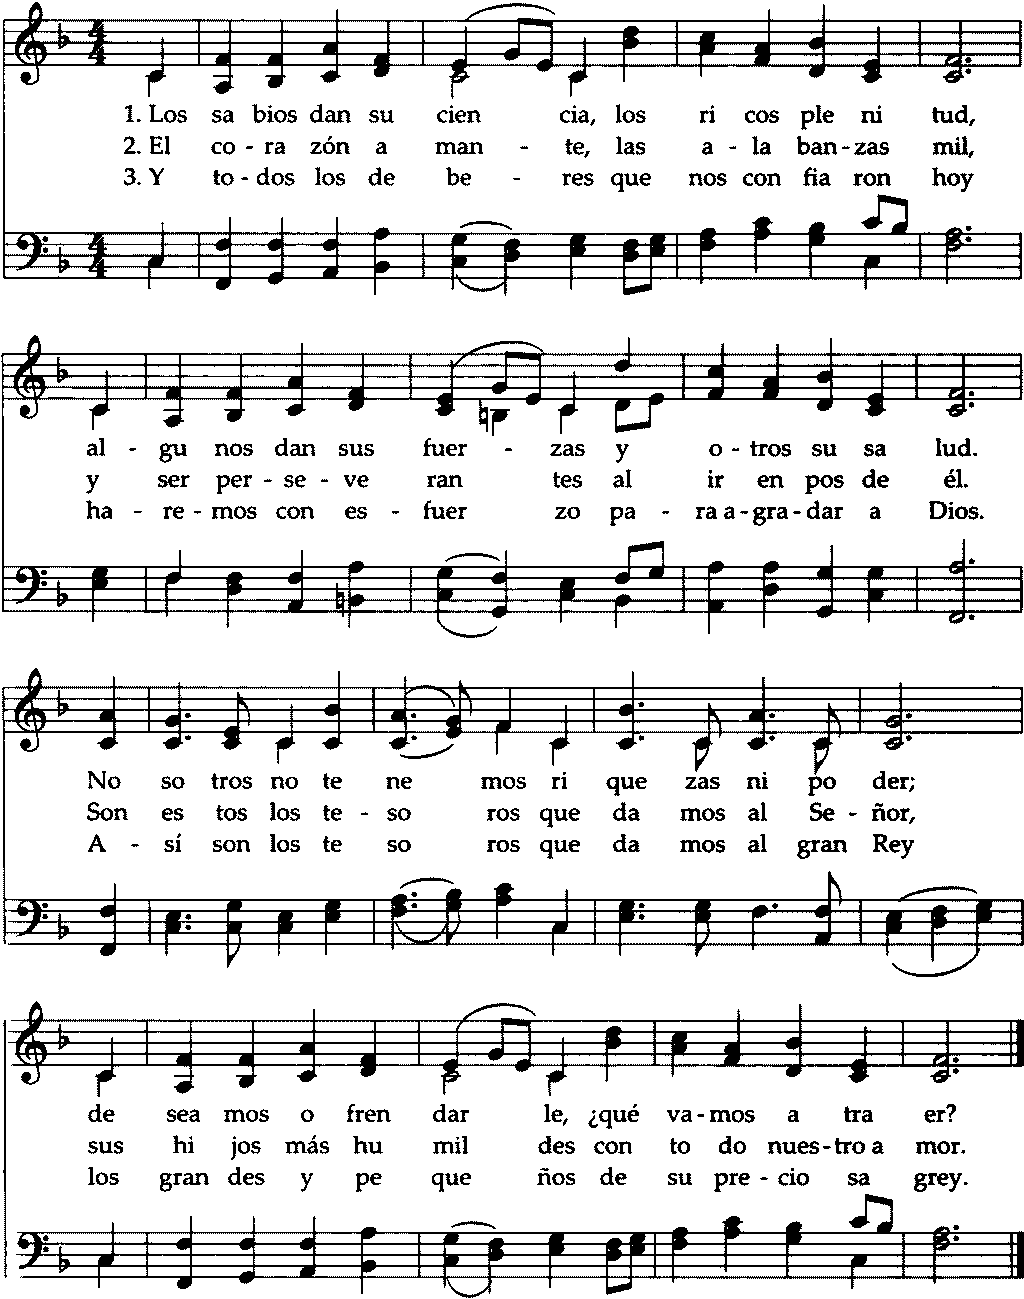 1. Los sa bios dan su cien cia, los ri cos ple ni tud,
2. El co - ra zón a man - te, las a - la ban - zas mil,
3. Y to - dos los de be - res que nos con fia ron hoy
al - gu nos dan sus fuer - zas y o - tros su sa lud.
y ser per - se - ve ran tes al ir en pos de él.
ha - re - mos con es - fuer zo pa - ra a - gra - dar a Dios.
No so tros no te ne mos ri que zas ni po der;
Son es tos los te - so ros que da mos al Se - ñor,
A - sí son los te so ros que da mos al gran Rey
de sea mos o fren dar le, ¿qué va - mos a tra er?
sus hi jos más hu mil des con to do nues - tro a mor.
los gran des y pe que ños de su pre - cio sa grey.